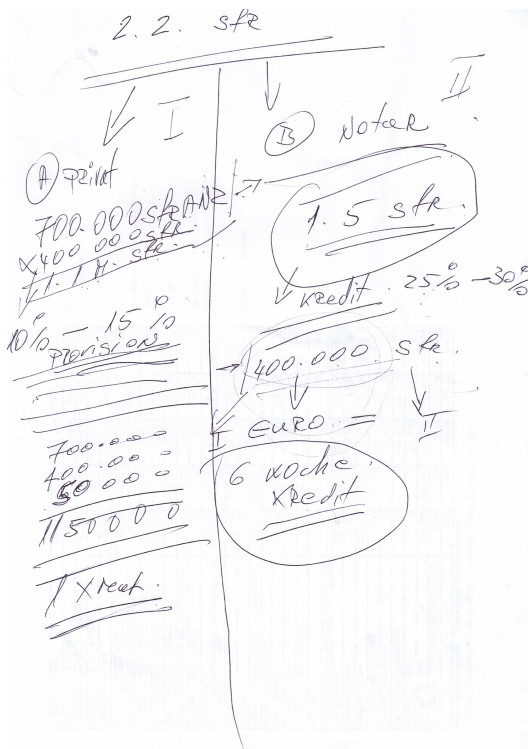 2.2. sfr
I
II
A privat
700.000 sfr ANZ
400 000 sfr
1.1 M. sfr.
10% - 15%
PROVISION
700.000
400.000
50 000
1150000
1 X
B Notar
1.5 sfr.
Kredit 25% - 30%
400.000 sfr.
I EURO = II
6 woche
Kredit